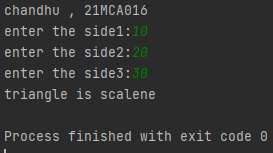 chandhu , 21MCA016
enter the side1:10
enter the side2:20
enter the side3:30
triangle is scalene
Process finished with exit code 0